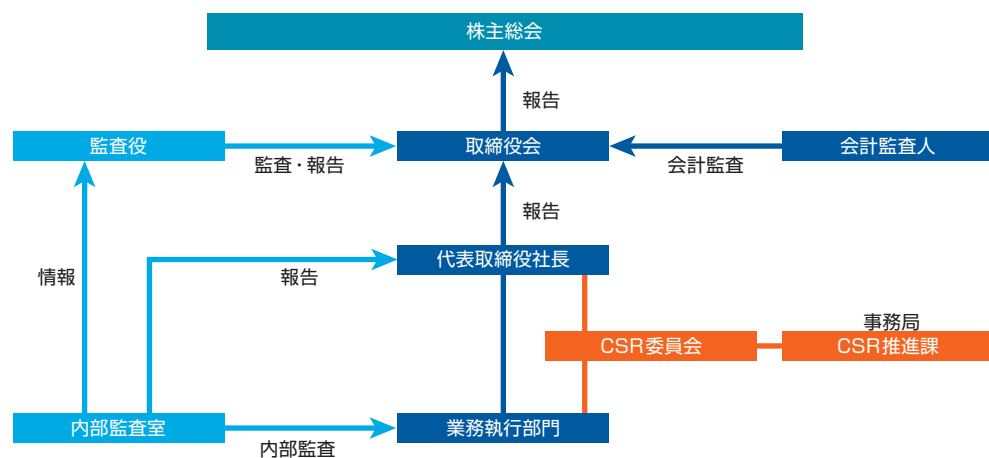 株主総会
報告
監査役
取締役会
会計監査人
監査・報告
会計監査
報告
代表取締役社長
情報
報告
事務局
CSR委員会
CSR推進課
内部監査室
業務執行部門
内部監査